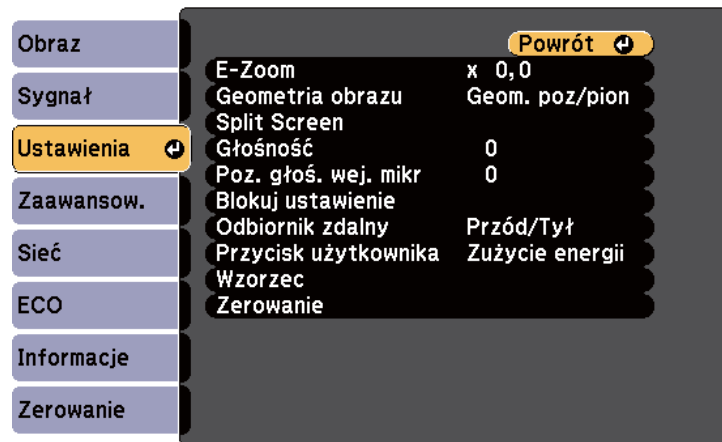 Obraz
Sygnał
Ustawienia
Zaawansow.
Sieć
ECO
Informacje
Zerowanie
Powrót
E-Zoom x 0,0
Geometria obrazu Geom. poz/pion
Split Screen
Głośność 0
Poz. głoś. wej. mikr 0
Blokuj ustawienie
Odbiornik zdalny Przód/Tył
Przycisk użytkownika Zużycie energii
Wzorzec
Zerowanie